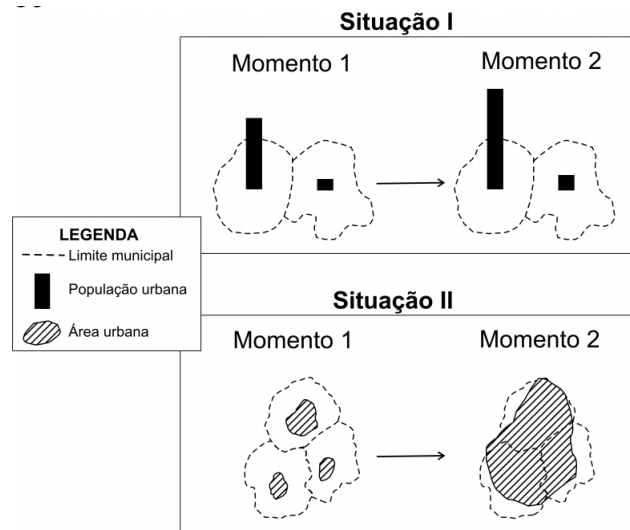 Situação I
Momento 1
Momento 2
LEGENDA
Limite municipal
População urbana
Área urbana
Situação II
Momento 1
Momento 2